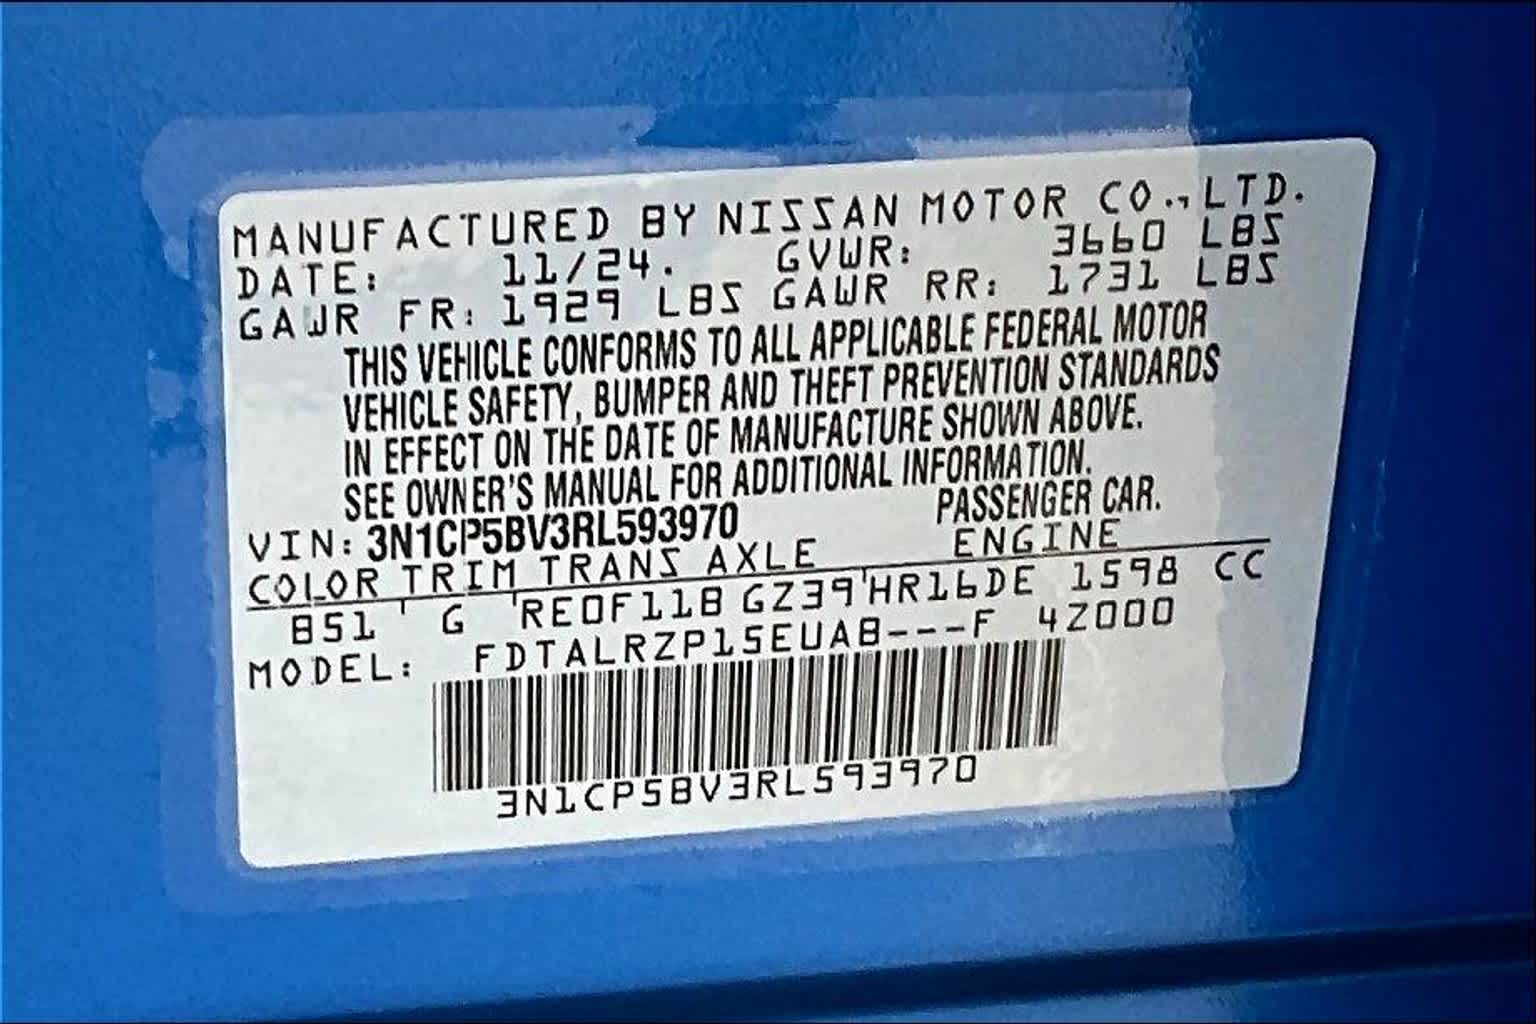 MANUFACTURED BY NISSAN MOTOR CO.,LTD.
DATE: 11/24. GVWR: 3660 LBS
GAWR FR: 1929 LBS GAWR RR: 1731 LBS
THIS VEHICLE CONFORMS TO ALL APPLICABLE FEDERAL MOTOR
VEHICLE SAFETY, BUMPER AND THEFT PREVENTION STANDARDS
IN EFFECT ON THE DATE OF MANUFACTURE SHOWN ABOVE.
SEE OWNER'S MANUAL FOR ADDITIONAL INFORMATION.
VIN: 3N1CP5BV3RL593970 PASSENGER CAR.
COLOR TRIM TRANS AXLE ENGINE
B51 G RE0F11B GZ39 HR16DE 1598 CC
MODEL: FDTALRZP15EUAB---F 4Z000
3N1CP5BV3RL593970